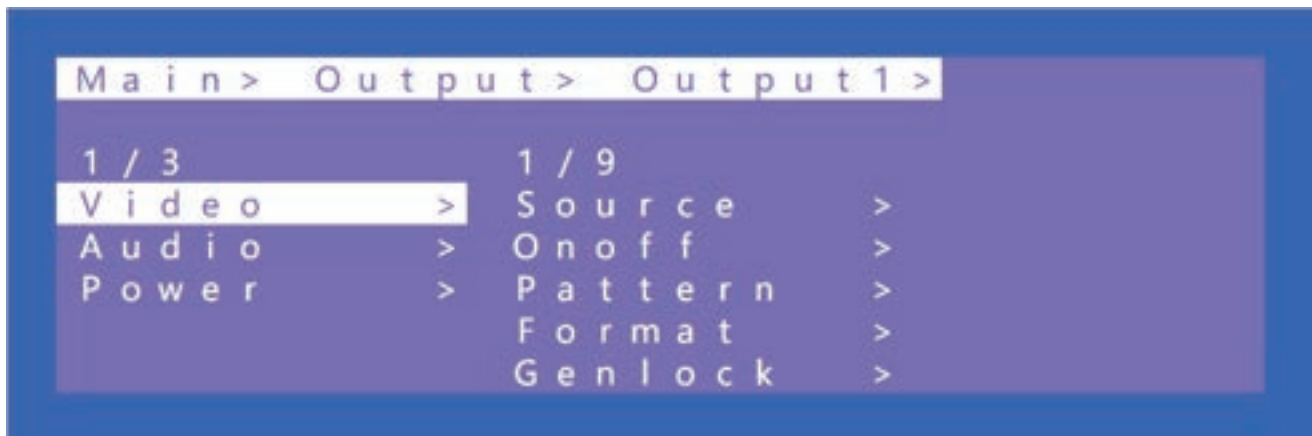 Main> Output> Output1>
1/3 1/9
Video > Source >
Audio > Onoff >
Power > Pattern >
Format >
Genlock >